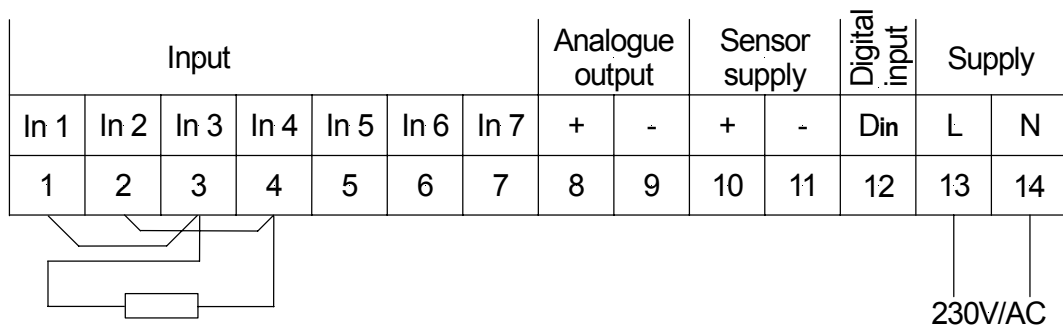 Input
Analogue
output
Sensor
supply
Digital
input
Supply
In 1 In 2 In 3 In 4 In 5 In 6 In 7 + - + - Din L N
1 2 3 4 5 6 7 8 9 10 11 12 13 14
230V/AC